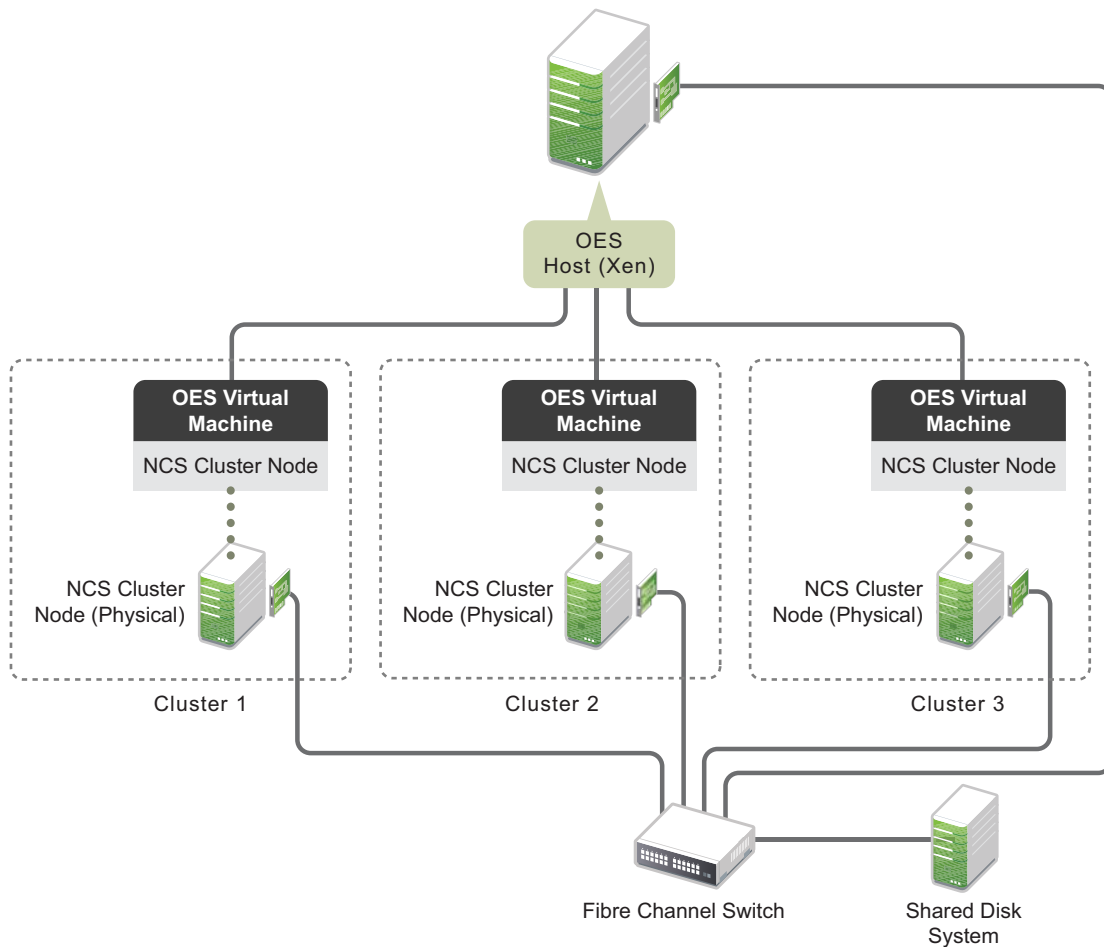 OES
Host (Xen)
OES Virtual
Machine
NCS Cluster Node
OES Virtual
Machine
NCS Cluster Node
OES Virtual
Machine
NCS Cluster Node
NCS Cluster
Node (Physical)
NCS Cluster
Node (Physical)
NCS Cluster
Node (Physical)
Cluster 1
Cluster 2
Cluster 3
Fibre Channel Switch
Shared Disk
System